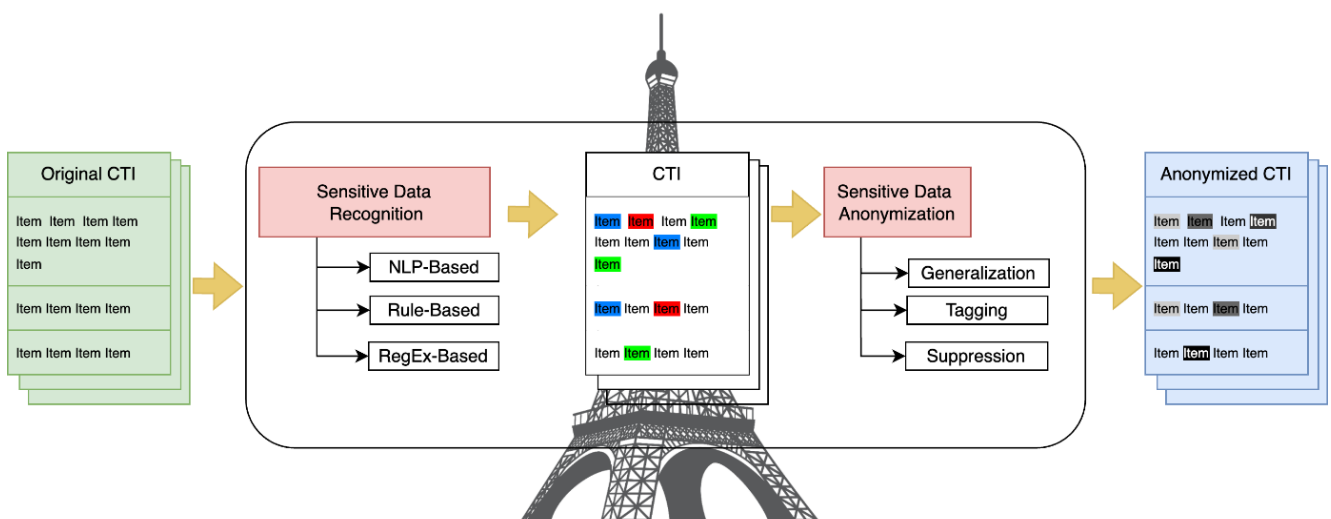 Original CTI
Item Item Item Item
Item Item Item Item
Item
Item Item Item Item
Item Item Item Item
Sensitive Data
Recognition
NLP-Based
Rule-Based
RegEx-Based
CTI
Item Item Item Item
Item Item Item Item
Item
Item Item Item Item
Item Item Item Item
Sensitive Data
Anonymization
Generalization
Tagging
Suppression
Anonymized CTI
Item Item Item Item
Item Item Item Item
Item
Item Item Item Item
Item Item Item Item